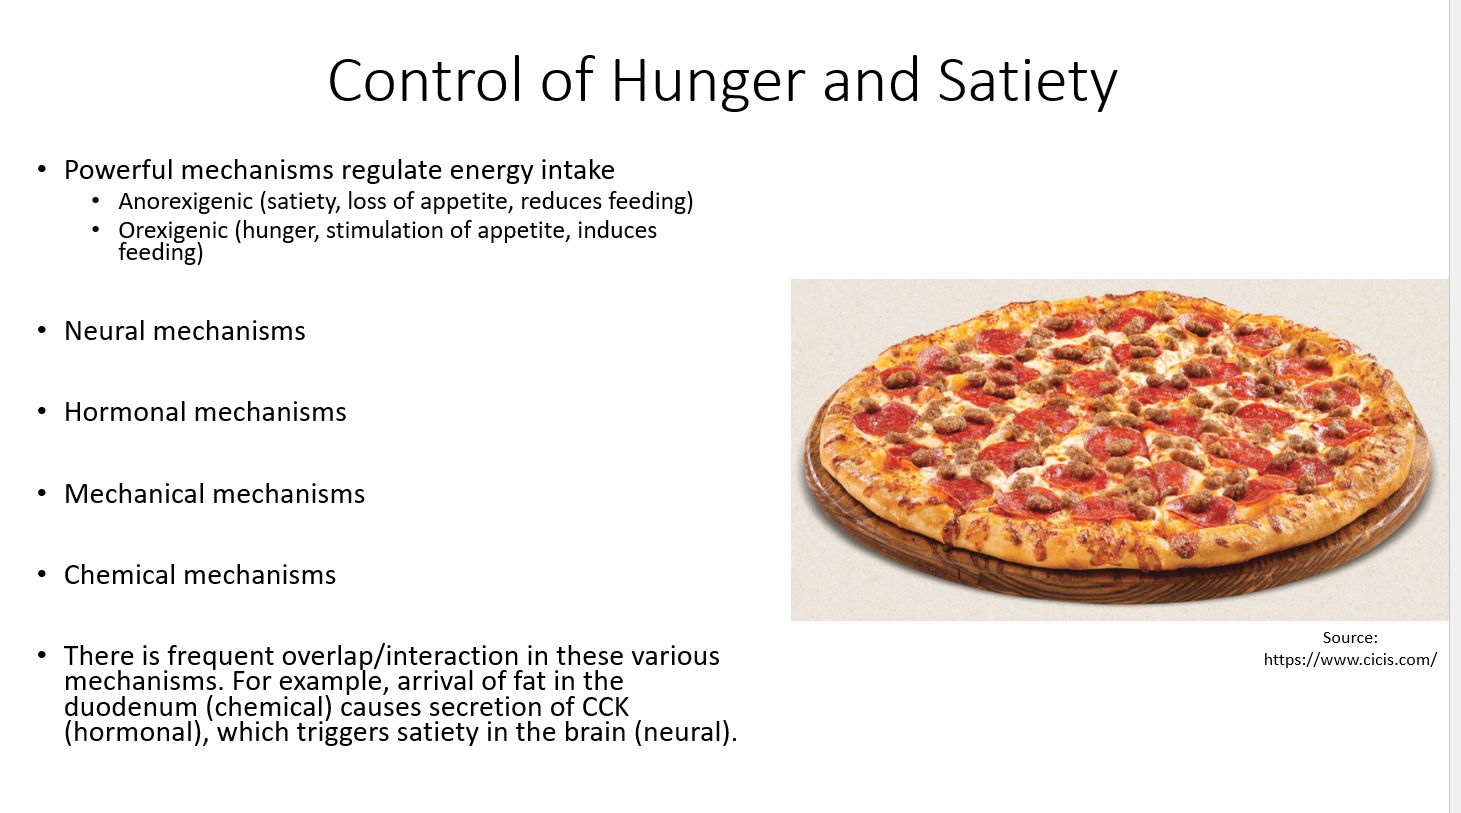 Control of Hunger and Satiety
• Powerful mechanisms regulate energy intake
• Anorexigenic (satiety, loss of appetite, reduces feeding)
• Orexigenic (hunger, stimulation of appetite, induces
feeding)
• Neural mechanisms
• Hormonal mechanisms
• Mechanical mechanisms
• Chemical mechanisms
• There is frequent overlap/interaction in these various
mechanisms. For example, arrival of fat in the
duodenum (chemical) causes secretion of CCK
(hormonal), which triggers satiety in the brain (neural).
Source:
https://www.cicis.com/